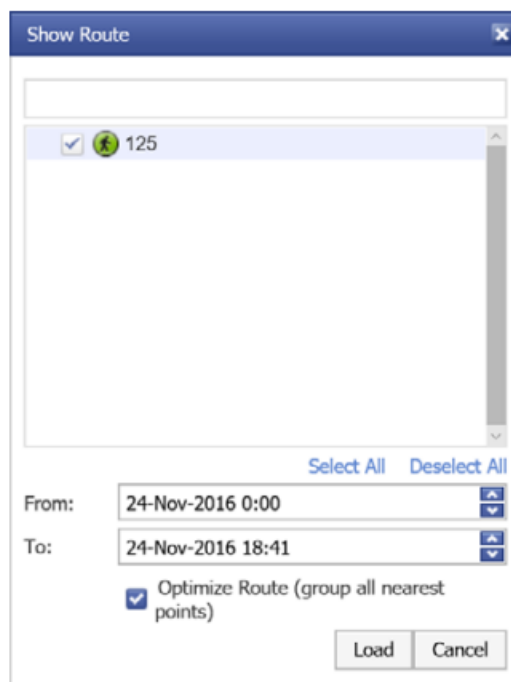 Show Route
125
Select All Deselect All
From: 24-Nov-2016 0:00
To: 24-Nov-2016 18:41
Optimize Route (group all nearest
points)
Load Cancel